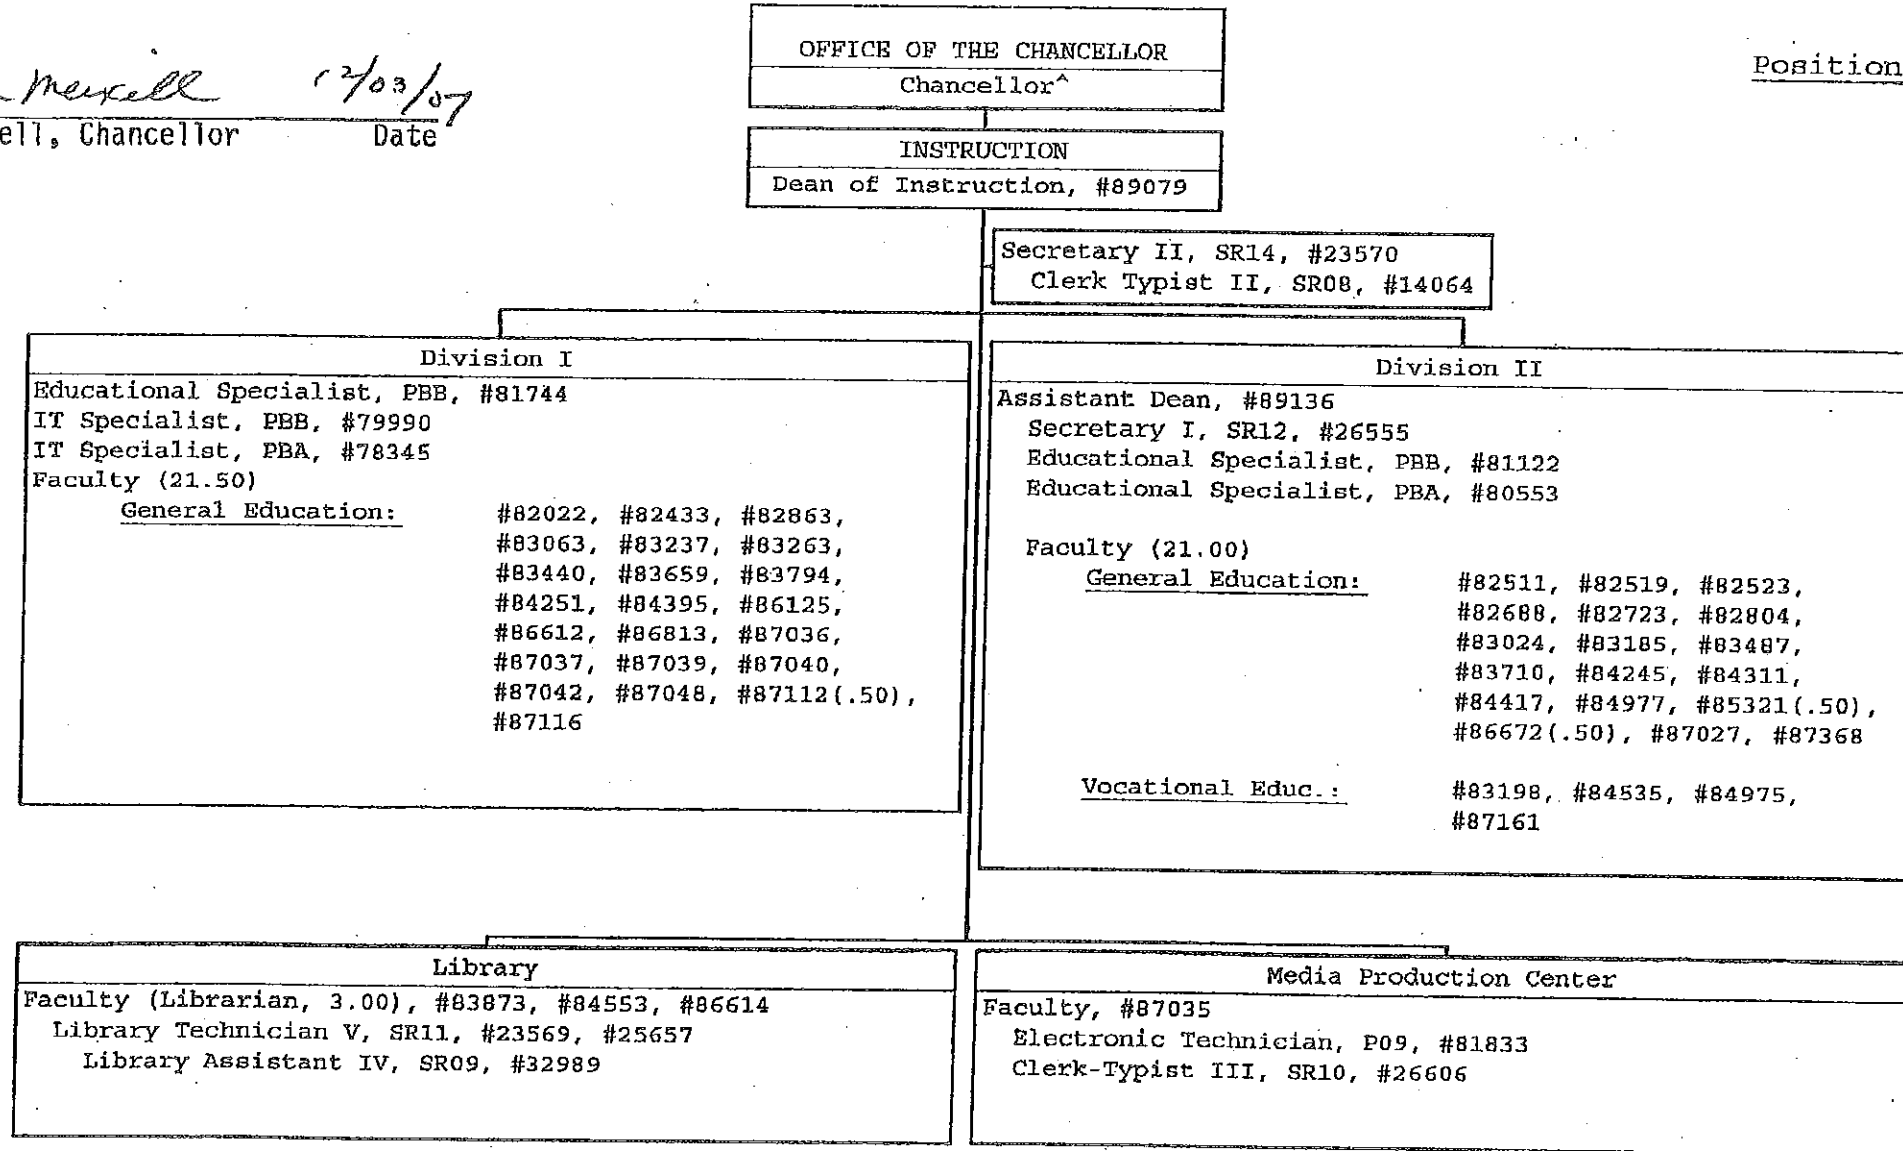 OFFICE OF THE CHANCELLOR
Chancellor^
Position
12/03/07
ell, Chancellor Date
INSTRUCTION
Dean of Instruction, #89079
Secretary II, SR14, #23570
Clerk Typist II, SR08, #14064
Division I
Educational Specialist, PBB, #81744
IT Specialist, PBB, #79990
IT Specialist, PBA, #78345
Faculty (21.50)
General Education: #82022, #82433, #82863,
#83063, #83237, #83263,
#83440, #83659, #83794,
#84251, #84395, #86125,
#86612, #86813, #87036,
#87037, #87039, #87040,
#87042, #87048, #87112(.50),
#87116
Division II
Assistant Dean, #89136
Secretary I, SR12, #26555
Educational Specialist, PBB, #81122
Educational Specialist, PBA, #80553
Faculty (21.00)
General Education: #82511, #82519, #82523,
#82688, #82723, #82804,
#83024, #83185, #83487,
#83710, #84245, #84311,
#84417, #84977, #85321(.50),
#86672(.50), #87027, #87368
Vocational Educ.: #83198, #84535, #84975,
#87161
Library
Faculty (Librarian, 3.00), #83873, #84553, #86614
Library Technician V, SR11, #23569, #25657
Library Assistant IV, SR09, #32989
Media Production Center
Faculty, #87035
Electronic Technician, P09, #81833
Clerk-Typist III, SR10, #26606